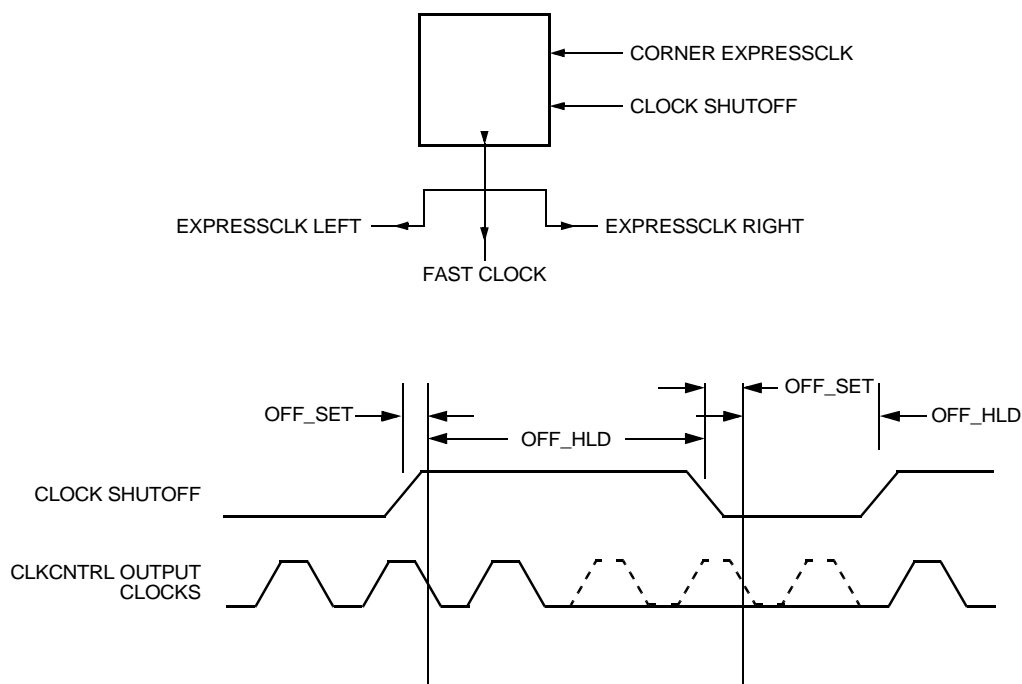 CORNER EXPRESSCLK
CLOCK SHUTOFF
EXPRESSCLK LEFT
EXPRESSCLK RIGHT
FAST CLOCK
OFF_SET
OFF_SET
OFF_HLD
OFF_HLD
CLOCK SHUTOFF
CLKCNTRL OUTPUT
CLOCKS